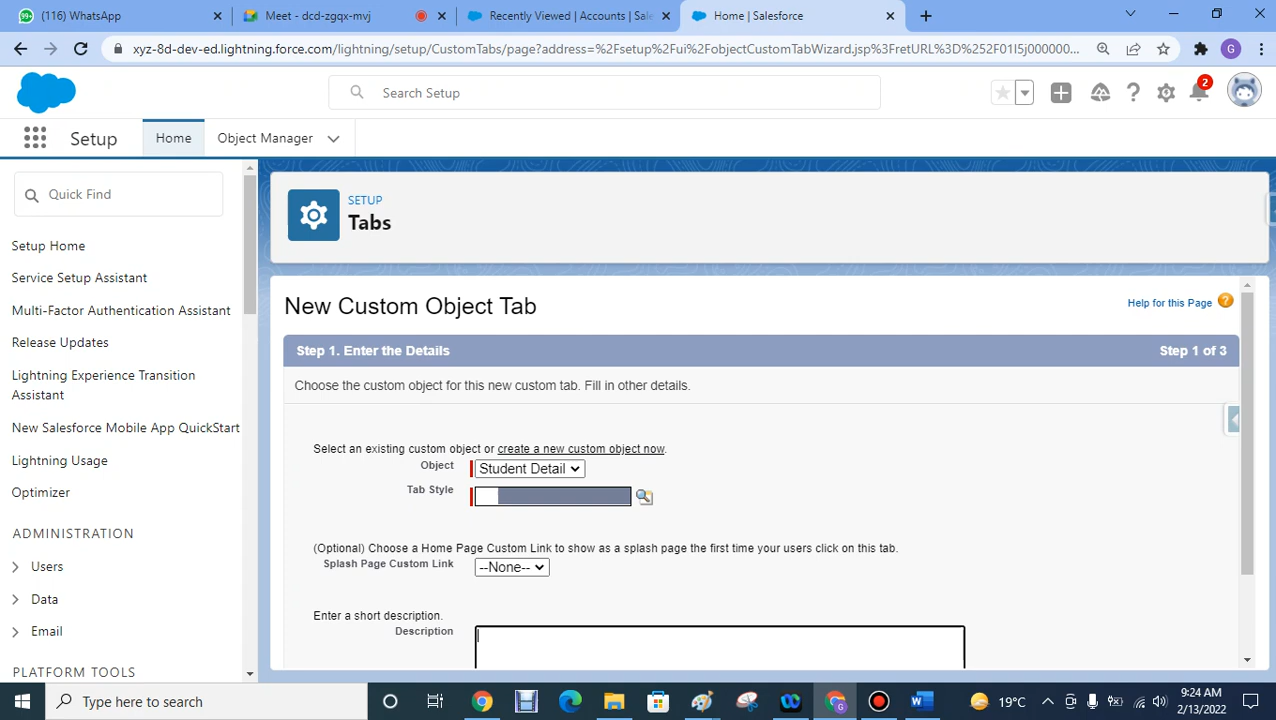 (116) WhatsApp
Meet - dcd-zgqx-mvj
Recently Viewed | Accounts | Sale
Home | Salesforce
xyz-8d-dev-ed.lightning.force.com/lightning/setup/CustomTabs/page?address=%2Fsetup%2Fui%2FobjectCustomTabWizard.jsp%3FretURL%3D%252F01I5j000000...
G
99+
Search Setup
2
Setup
Home
Object Manager
Quick Find
SETUP
Tabs
Setup Home
Service Setup Assistant
Multi-Factor Authentication Assistant
Release Updates
Lightning Experience Transition
Assistant
New Salesforce Mobile App QuickStart
Lightning Usage
Optimizer
ADMINISTRATION
Users
Data
Email
PLATFORM TOOLS
New Custom Object Tab
Help for this Page
Step 1. Enter the Details
Step 1 of 3
Choose the custom object for this new custom tab. Fill in other details.
Select an existing custom object or create a new custom object now.
Object
Student Detail
Tab Style
(Optional) Choose a Home Page Custom Link to show as a splash page the first time your users click on this tab.
Splash Page Custom Link
--None--
Enter a short description.
Description
Type here to search
19°C
9:24 AM
2/13/2022